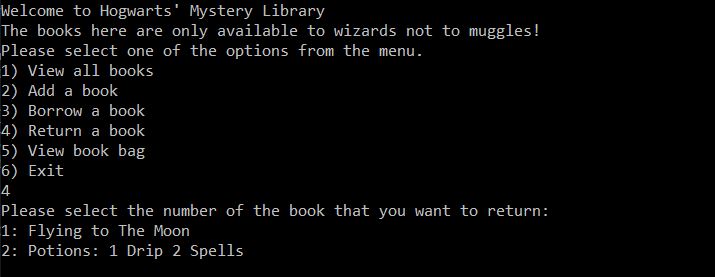 Welcome to Hogwarts' Mystery Library
The books here are only available to wizards not to muggles!
Please select one of the options from the menu.
1) View all books
2) Add a book
3) Borrow a book
4) Return a book
5) View book bag
6) Exit
4
Please select the number of the book that you want to return:
1: Flying to The Moon
2: Potions: 1 Drip 2 Spells